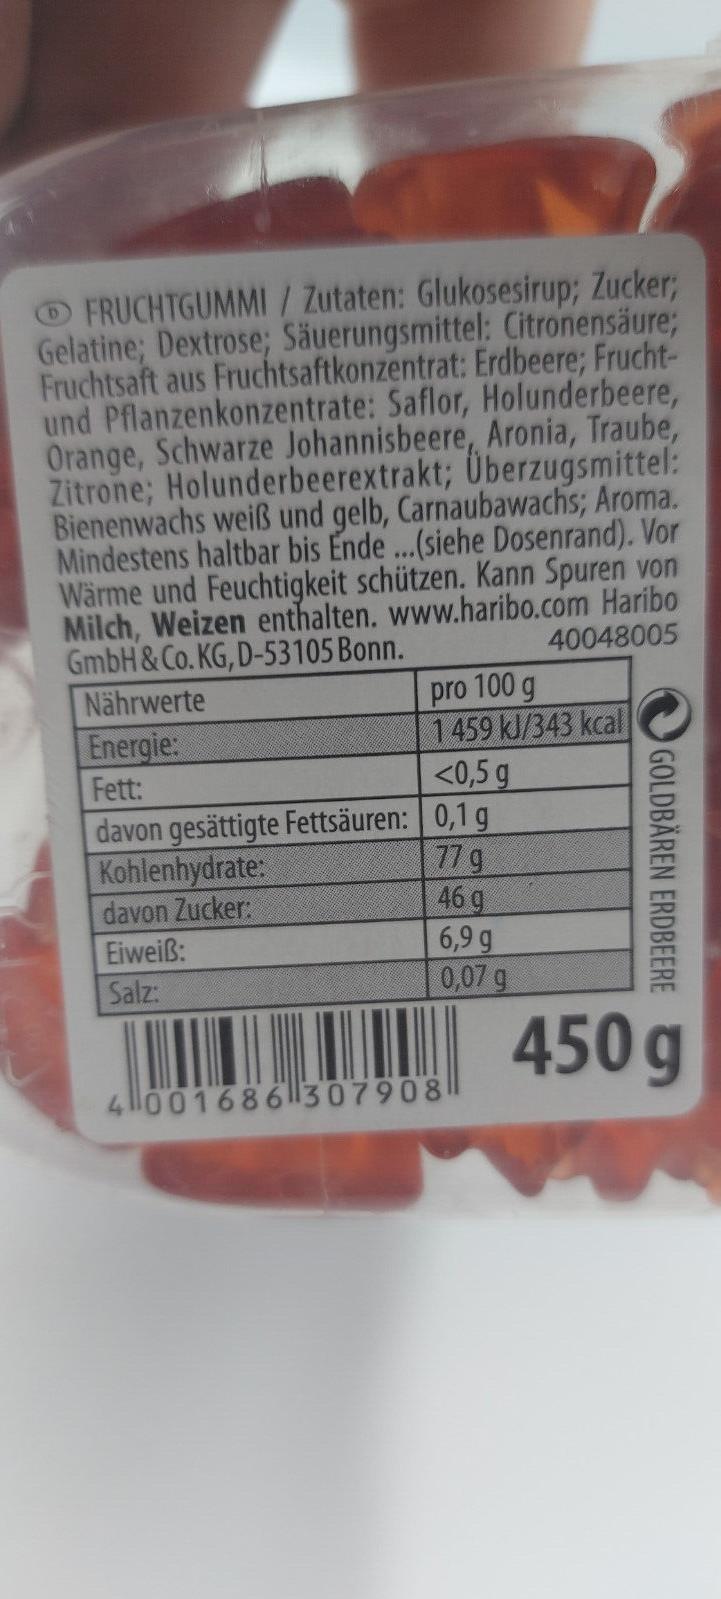 D FRUCHTGUMMI / Zutaten: Glukosesirup; Zucker;
Gelatine; Dextrose; Säuerungsmittel: Citronensäure;
Fruchtsaft aus Fruchtsaftkonzentrat: Erdbeere; Frucht-
und Pflanzenkonzentrate: Saflor, Holunderbeere,
Orange, Schwarze Johannisbeere, Aronia, Traube,
Zitrone; Holunderbeerextrakt; Überzugsmittel:
Bienenwachs weiß und gelb, Carnaubawachs; Aroma.
Mindestens haltbar bis Ende ...(siehe Dosenrand). Vor
Wärme und Feuchtigkeit schützen. Kann Spuren von
Milch, Weizen enthalten. www.haribo.com Haribo
GmbH & Co. KG, D-53105 Bonn. 40048005
Nährwerte pro 100 g
Energie: 1 459 kJ/343 kcal
Fett: <0,5 g
davon gesättigte Fettsäuren: 0,1 g
Kohlenhydrate: 77 g
davon Zucker: 46 g
Eiweiß: 6,9 g
Salz: 0,07 g
GOLDBÄREN ERDBEERE
450 g
4 001686 307908